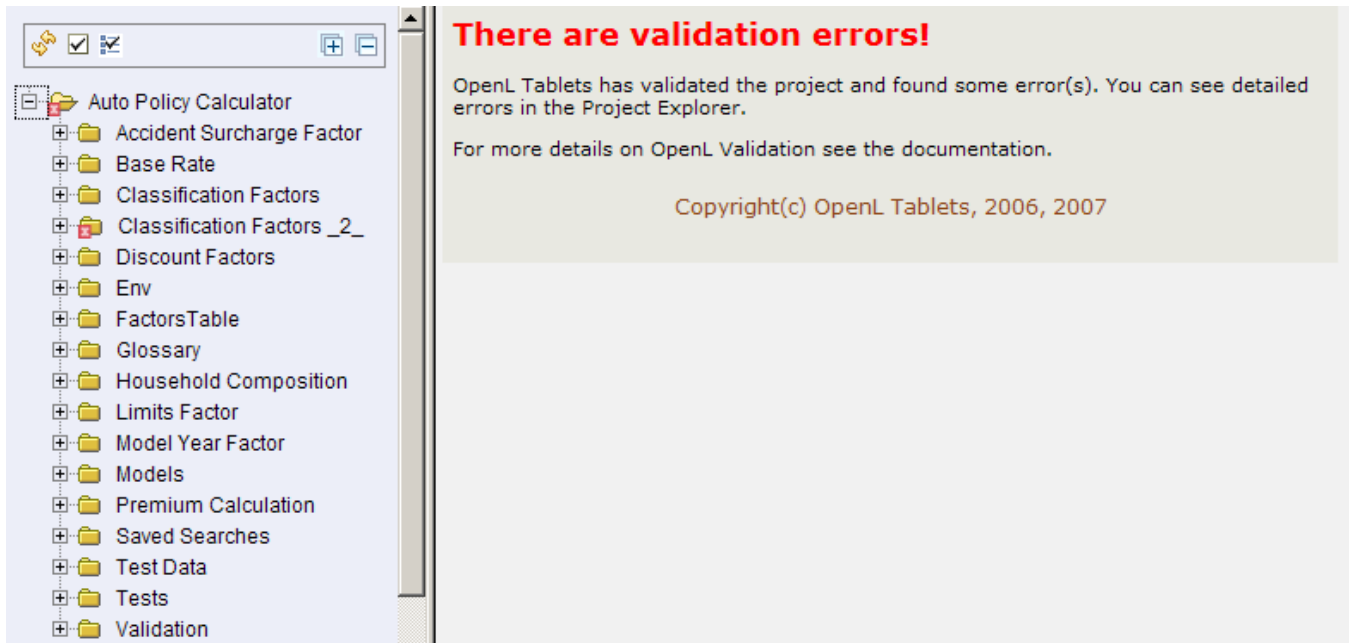 Auto Policy Calculator
Accident Surcharge Factor
Base Rate
Classification Factors
Classification Factors _2_
Discount Factors
Env
FactorsTable
Glossary
Household Composition
Limits Factor
Model Year Factor
Models
Premium Calculation
Saved Searches
Test Data
Tests
Validation
There are validation errors!
OpenL Tablets has validated the project and found some error(s). You can see detailed
errors in the Project Explorer.
For more details on OpenL Validation see the documentation.
Copyright(c) OpenL Tablets, 2006, 2007